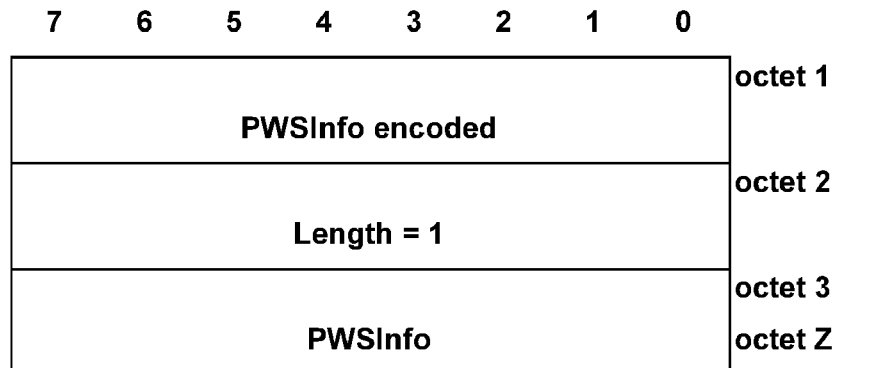 7 6 5 4 3 2 1 0
octet 1
PWSInfo encoded
octet 2
Length = 1
octet 3
PWSInfo octet Z